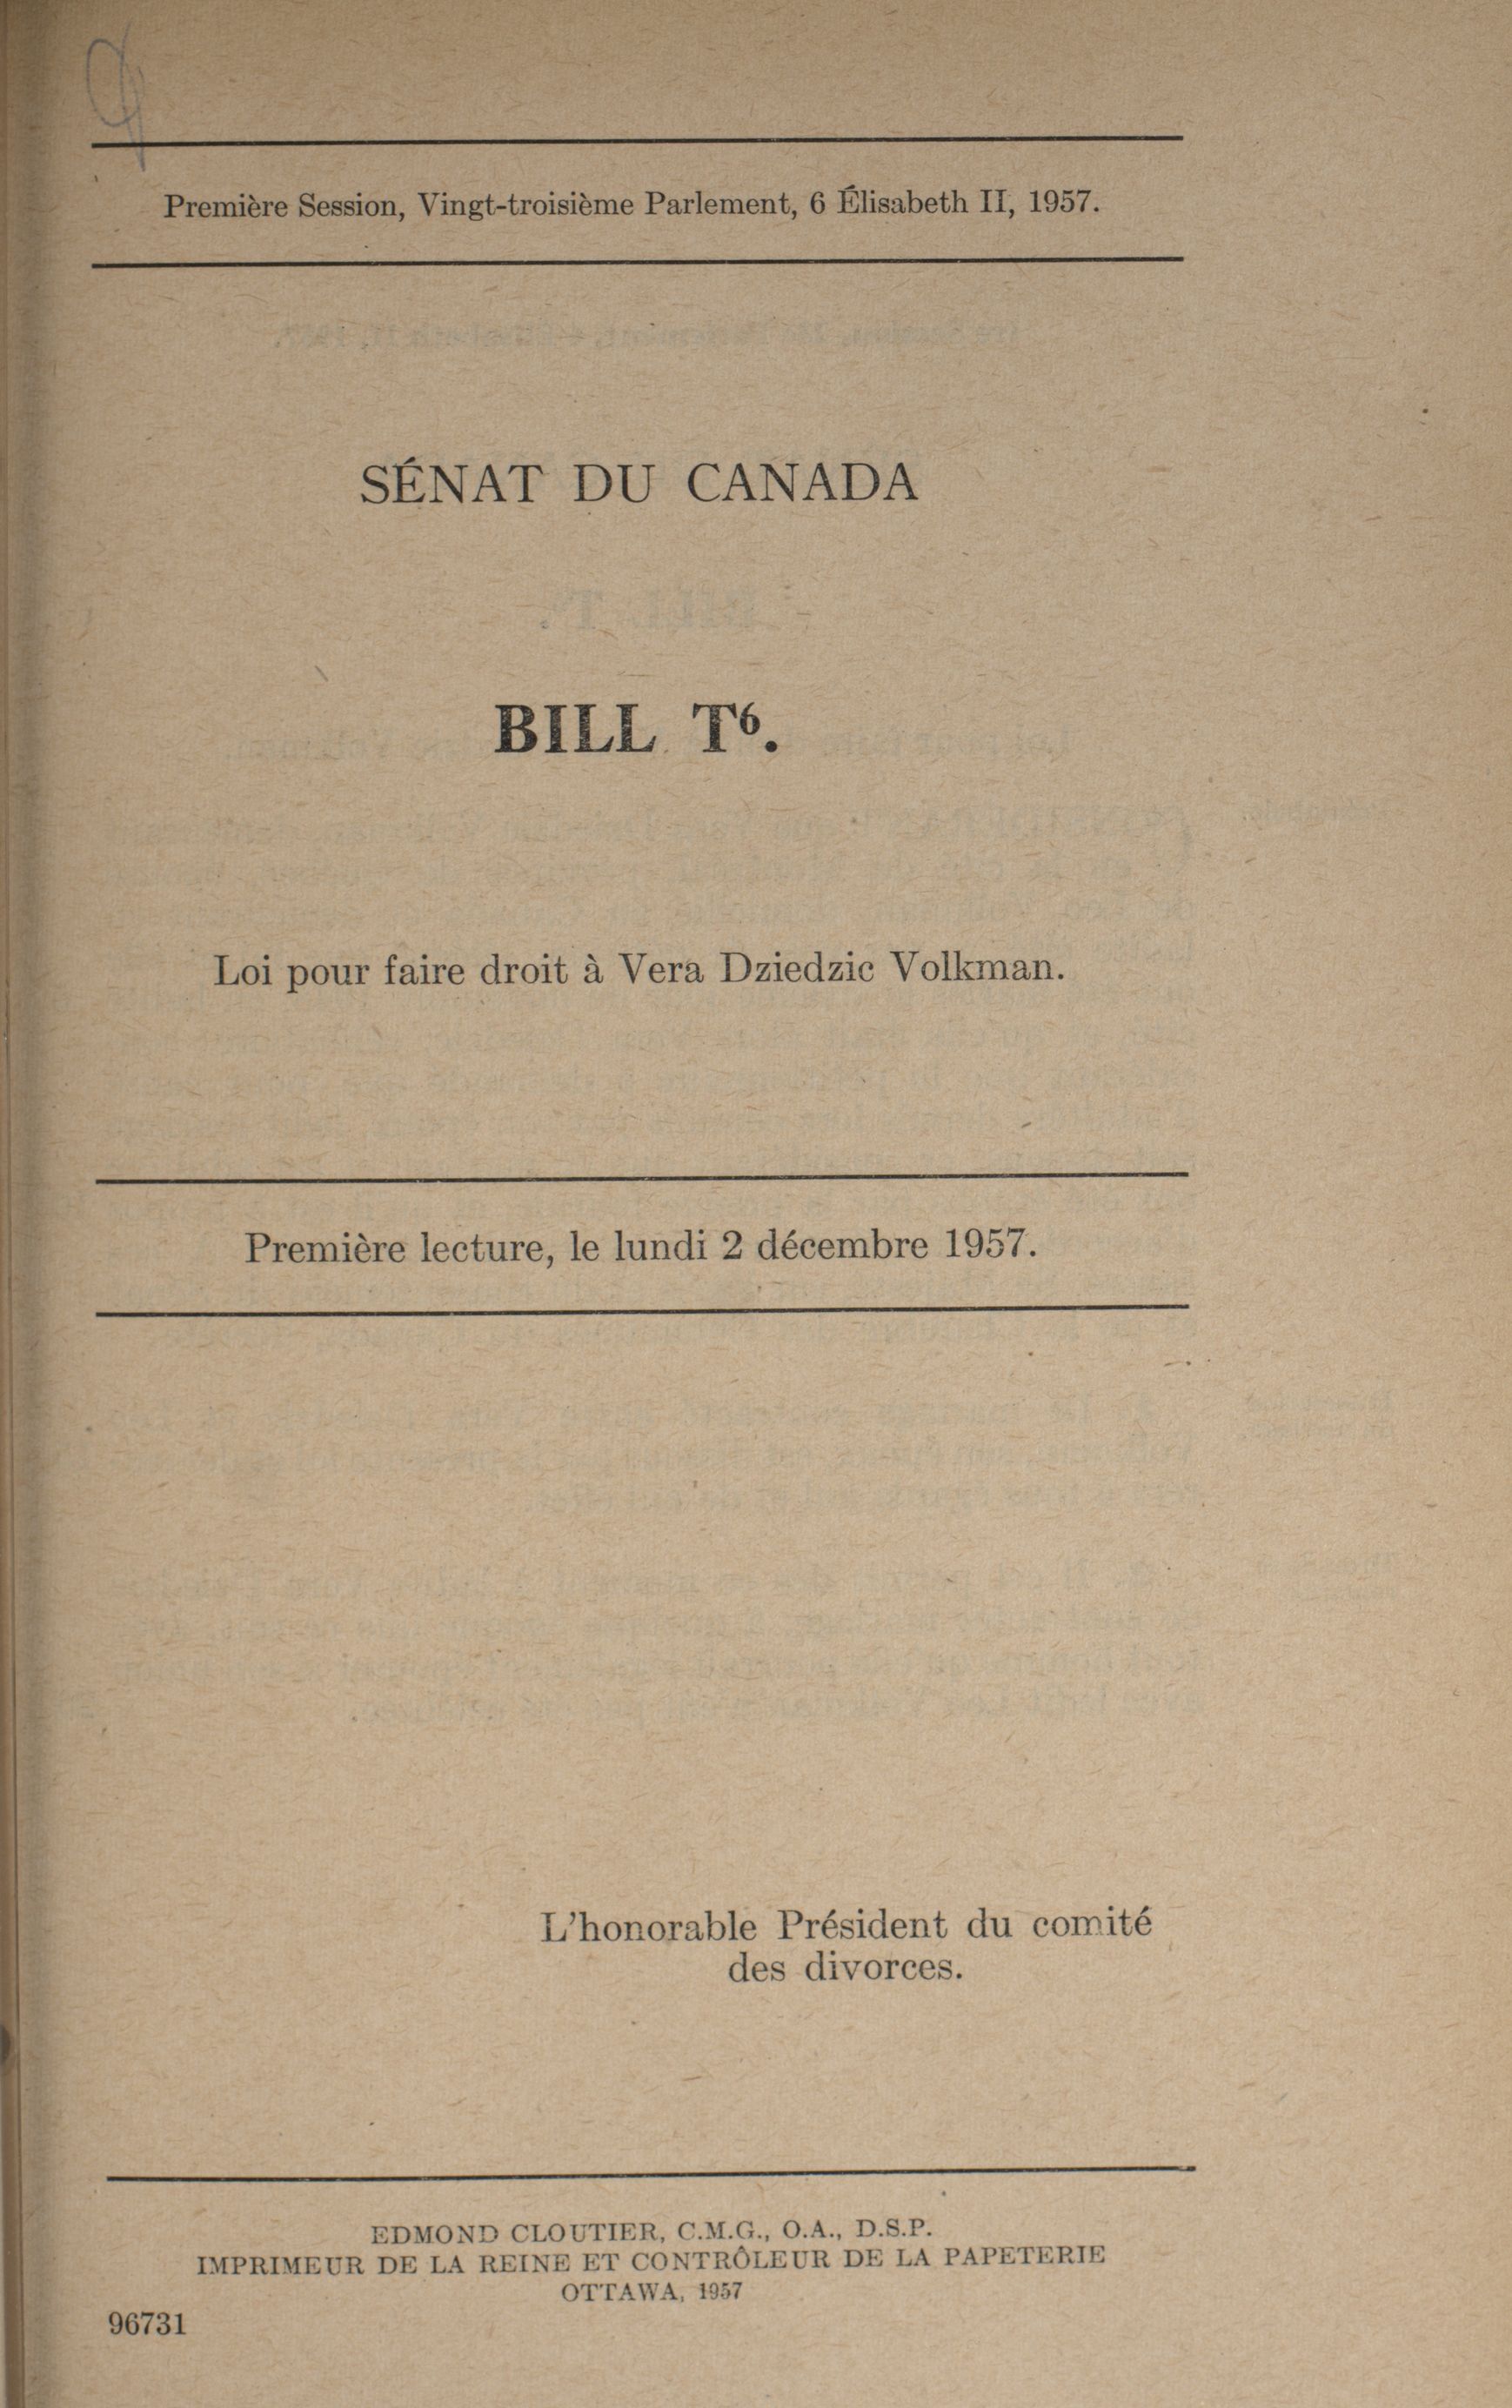 Première Session, Vingt-troisième Parlement, 6 Élisabeth II, 1957.
SÉNAT DU CANADA
BILL T⁶.
Loi pour faire droit à Vera Dziedzic Volkman.
Première lecture, le lundi 2 décembre 1957.
L'honorable Président du comité
des divorces.
EDMOND CLOUTIER, C.M.G., O.A., D.S.P.
IMPRIMEUR DE LA REINE ET CONTRÔLEUR DE LA PAPETERIE
OTTAWA, 1957
96731